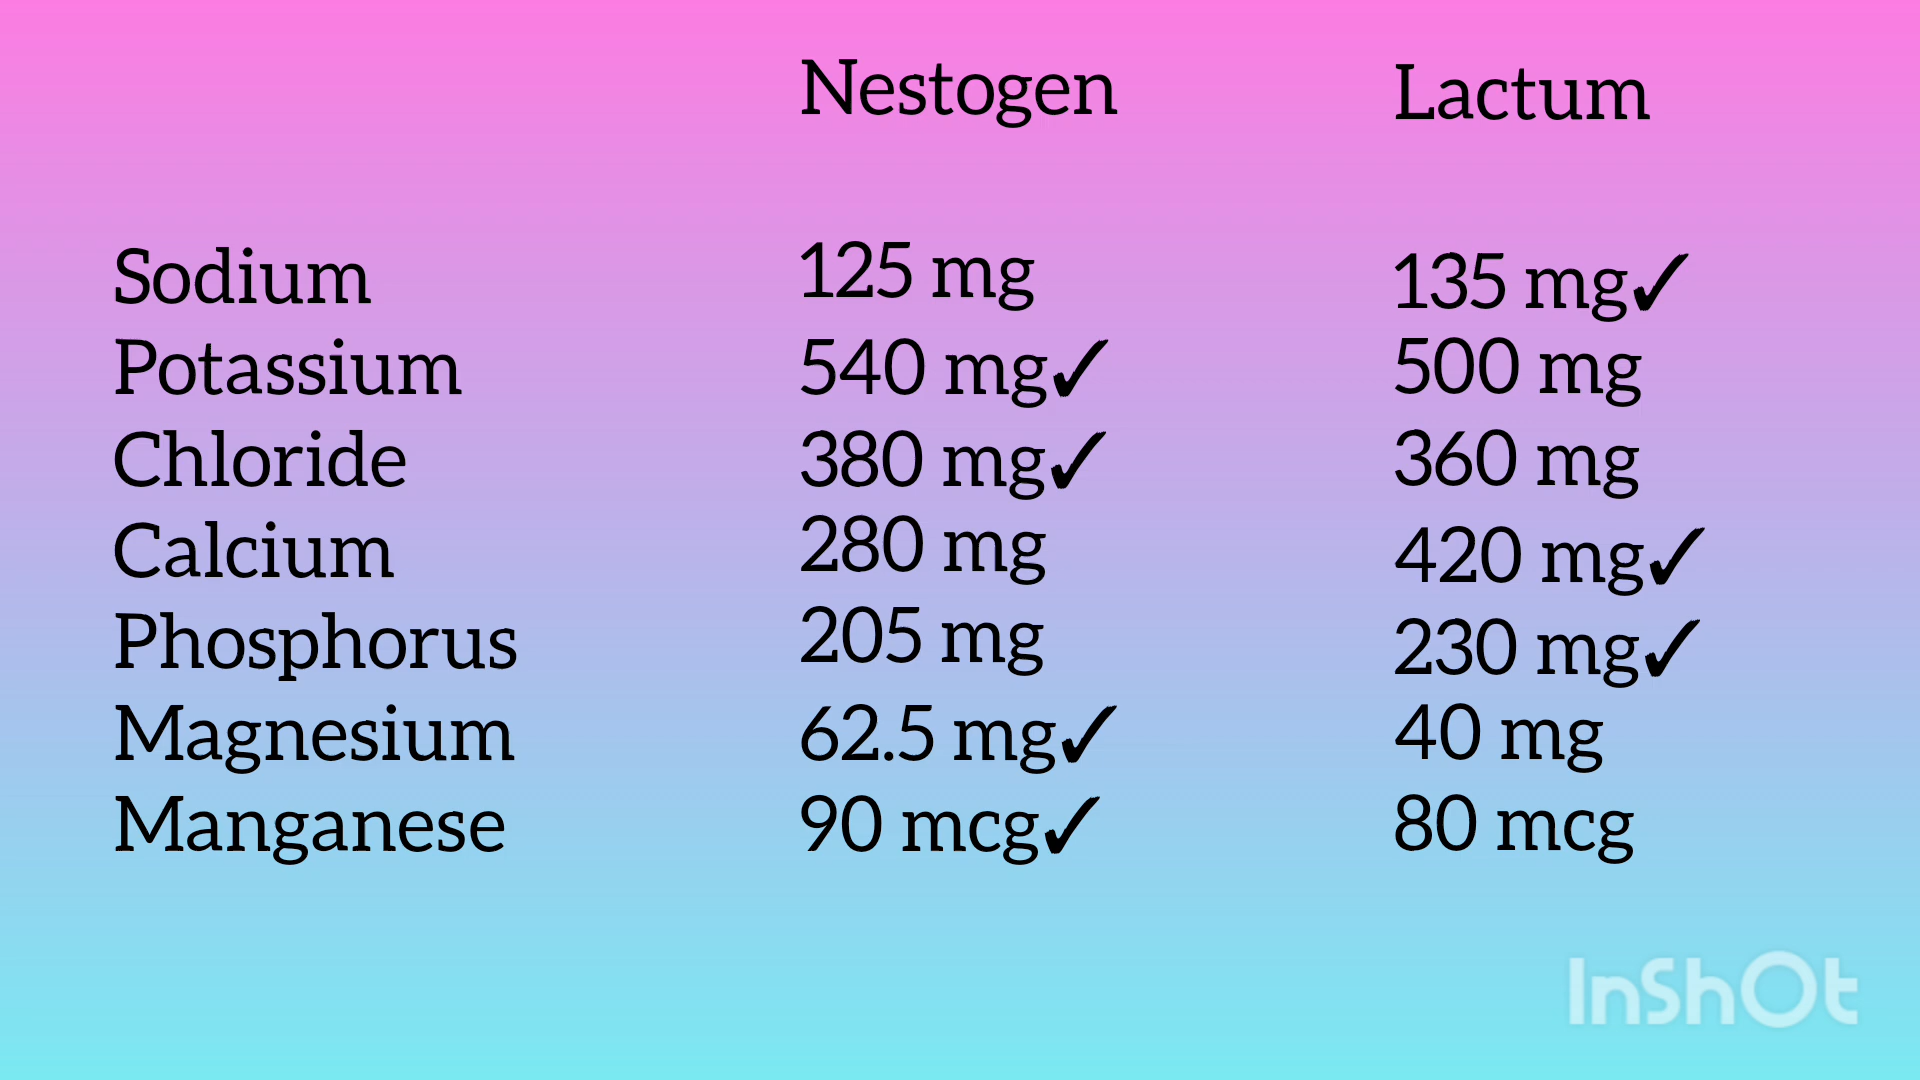 Nestogen Lactum
Sodium 125 mg 135 mg✓
Potassium 540 mg✓ 500 mg
Chloride 380 mg✓ 360 mg
Calcium 280 mg 420 mg✓
Phosphorus 205 mg 230 mg✓
Magnesium 62.5 mg✓ 40 mg
Manganese 90 mcg✓ 80 mcg
InShOt